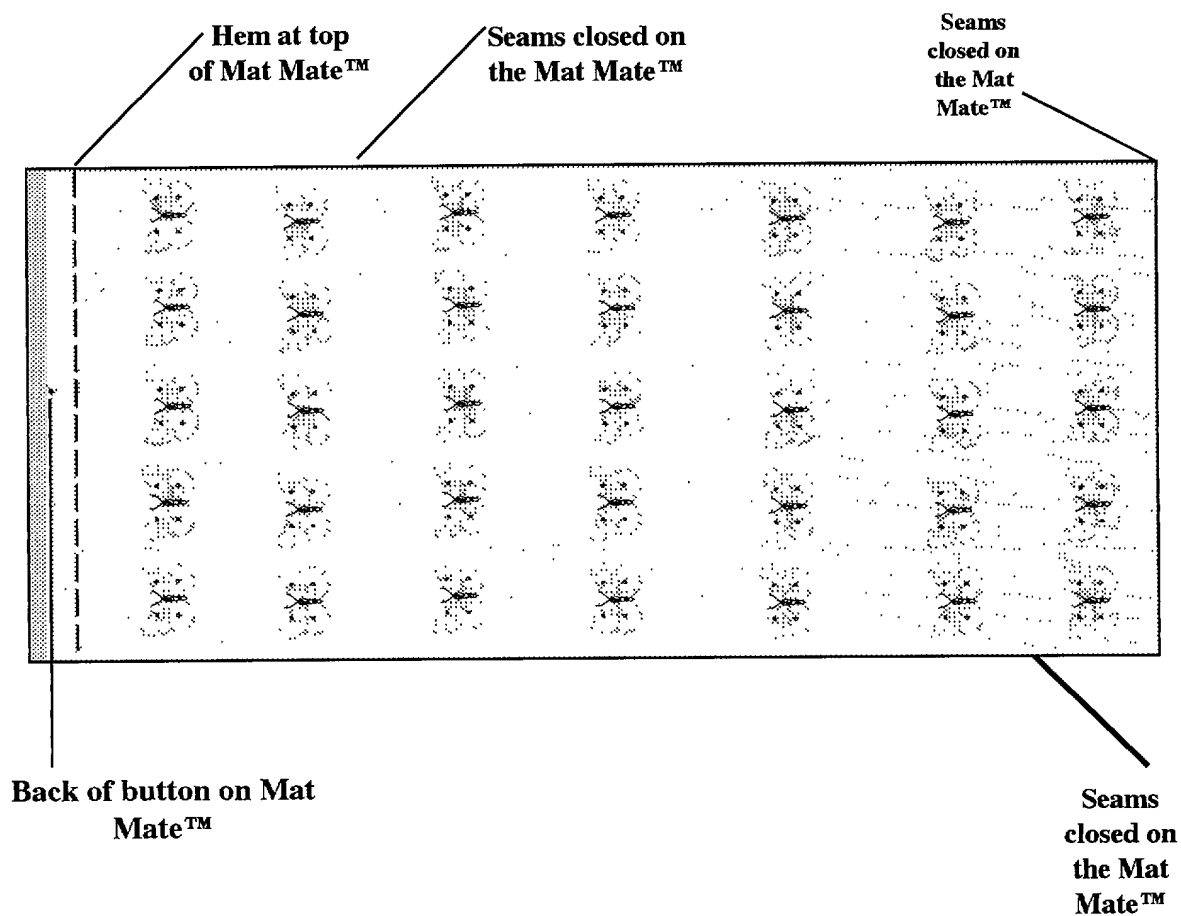 Hem at top
of Mat Mate™
Seams closed on
the Mat Mate™
Seams
closed on
the Mat
Mate™
Back of button on Mat
Mate™
Seams
closed on
the Mat
Mate™